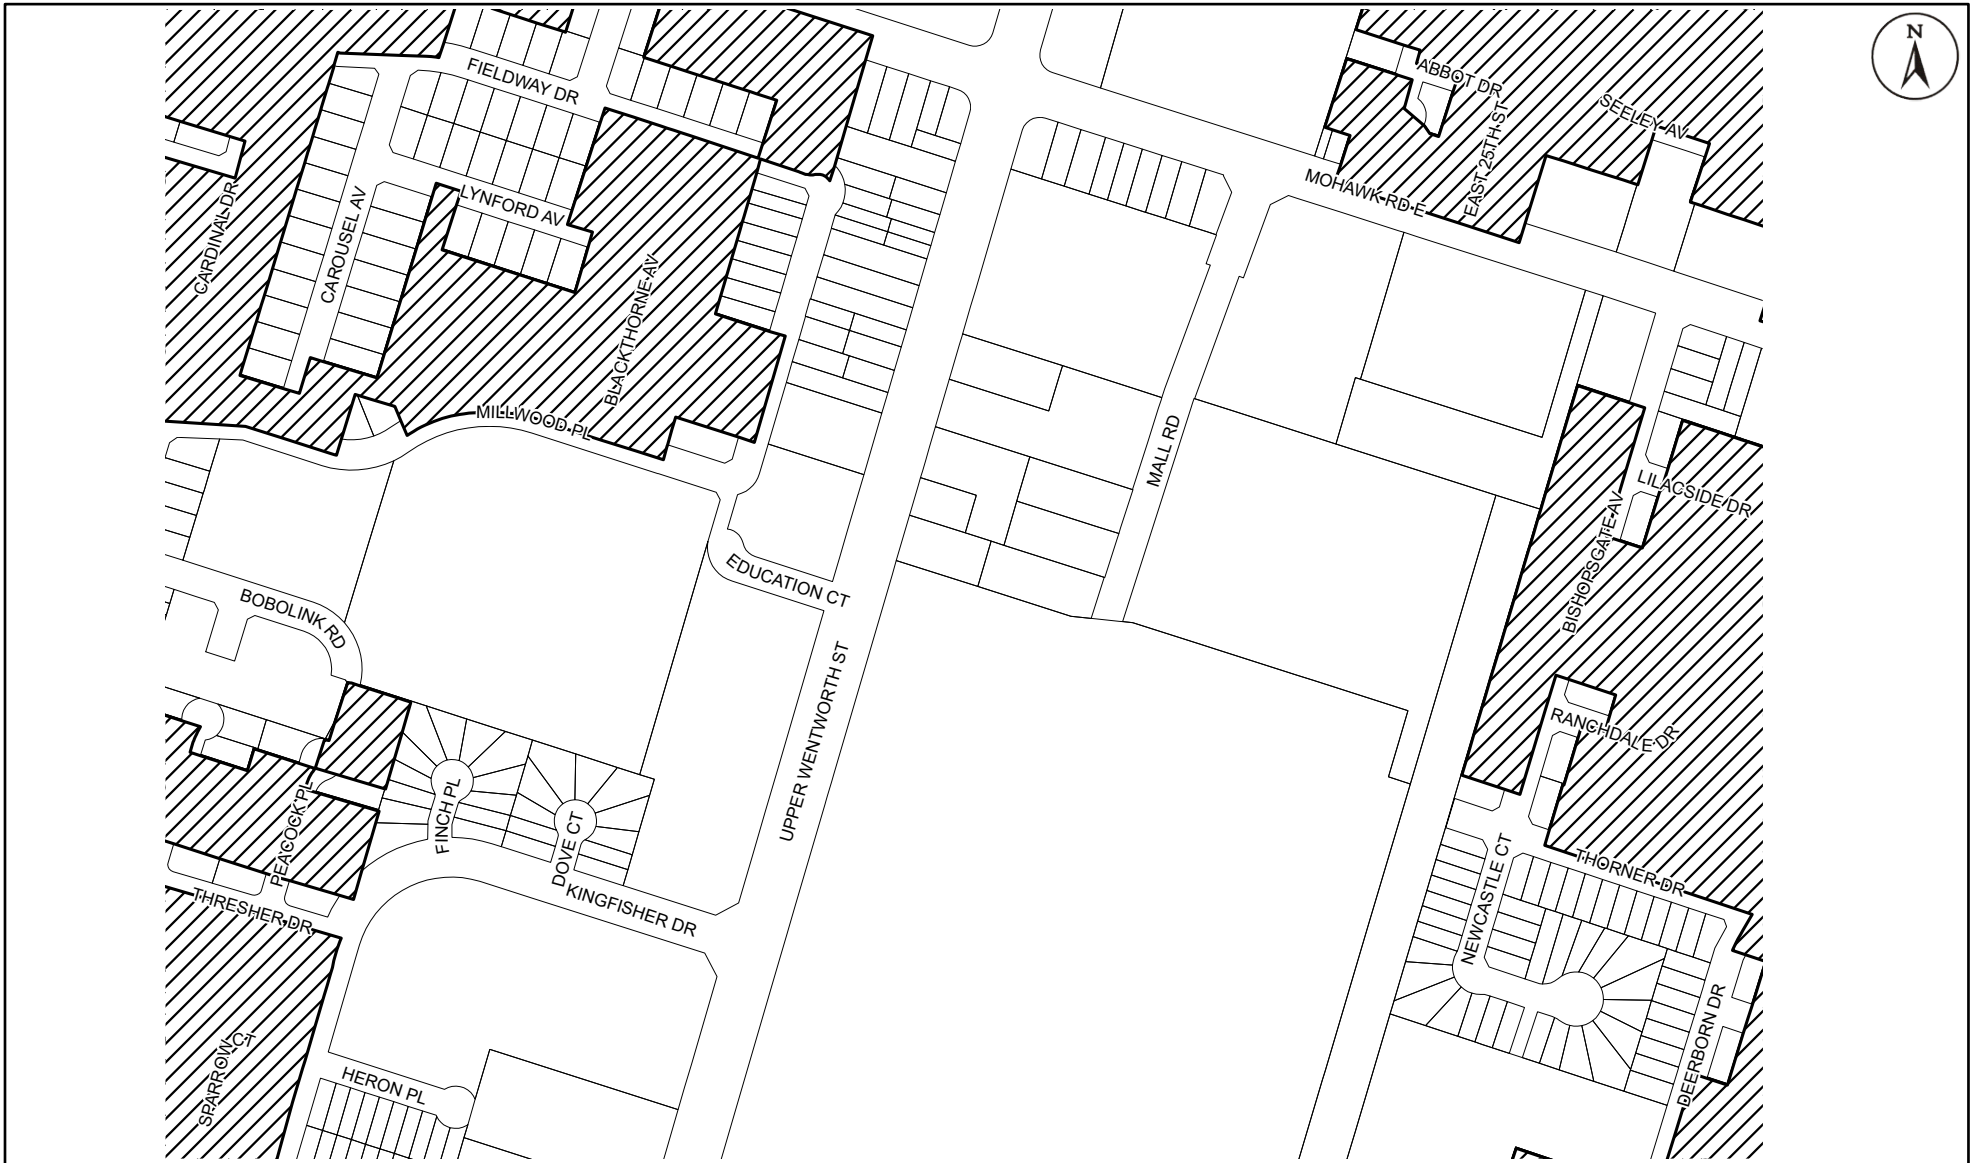 N
FIELDWAY DR
ABBOT DR
SEELEY AV
EAST 25TH ST
MOHAWK RD E
CARDINAL DR
CAROUSEL AV
LYNFORD AV
BLACKTHORNE AV
MILLWOOD PL
MALL RD
LILACSIDE DR
BISHOPSGATE AV
EDUCATION CT
BOBOLINK RD
UPPER WENTWORTH ST
RANCHDALE DR
FINCH PL
DOVE CT
PEACOCK PL
KINGFISHER DR
THRESHER DR
THORNER DR
NEWCASTLE CT
DEERBORN DR
SPARROW CT
HERON PL